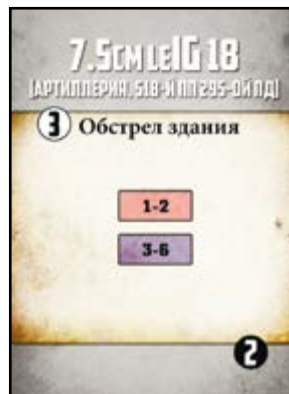 7.5cm leIG 18
(Артиллерия, 518-й ПП 295-ой ПД)
3 Обстрел здания
1-2
3-6
2